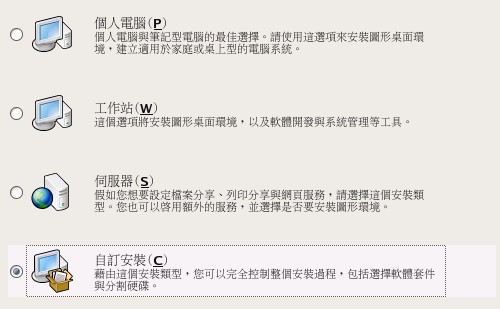 個人電腦(P)
個人電腦與筆記型電腦的最佳選擇。請使用這選項來安裝圖形桌面環
境，建立適用於家庭或桌上型的電腦系統。
工作站(W)
這個選項將安裝圖形桌面環境，以及軟體開發與系統管理等工具。
伺服器(S)
假如您想要設定檔案分享、列印分享與網頁服務，請選擇這個安裝類
型。您也可以啓用額外的服務，並選擇是否要安裝圖形環境。
自訂安裝(C)
藉由這個安裝類型，您可以完全控制整個安裝過程，包括選擇軟體套件
與分割硬碟。